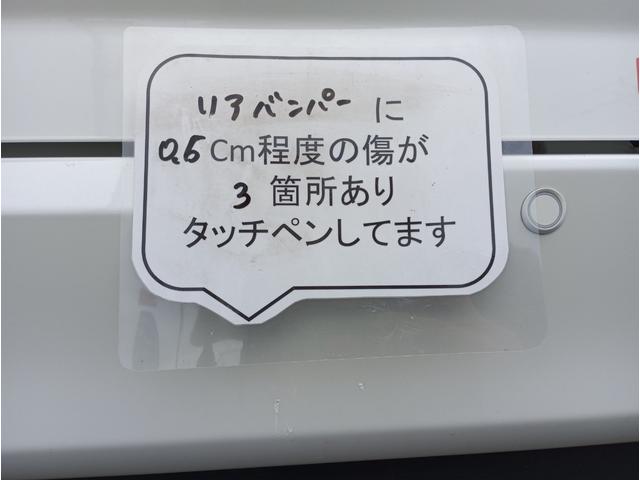 リアバンパーに
0.5Cm程度の傷が
3箇所あり
タッチペンしてます